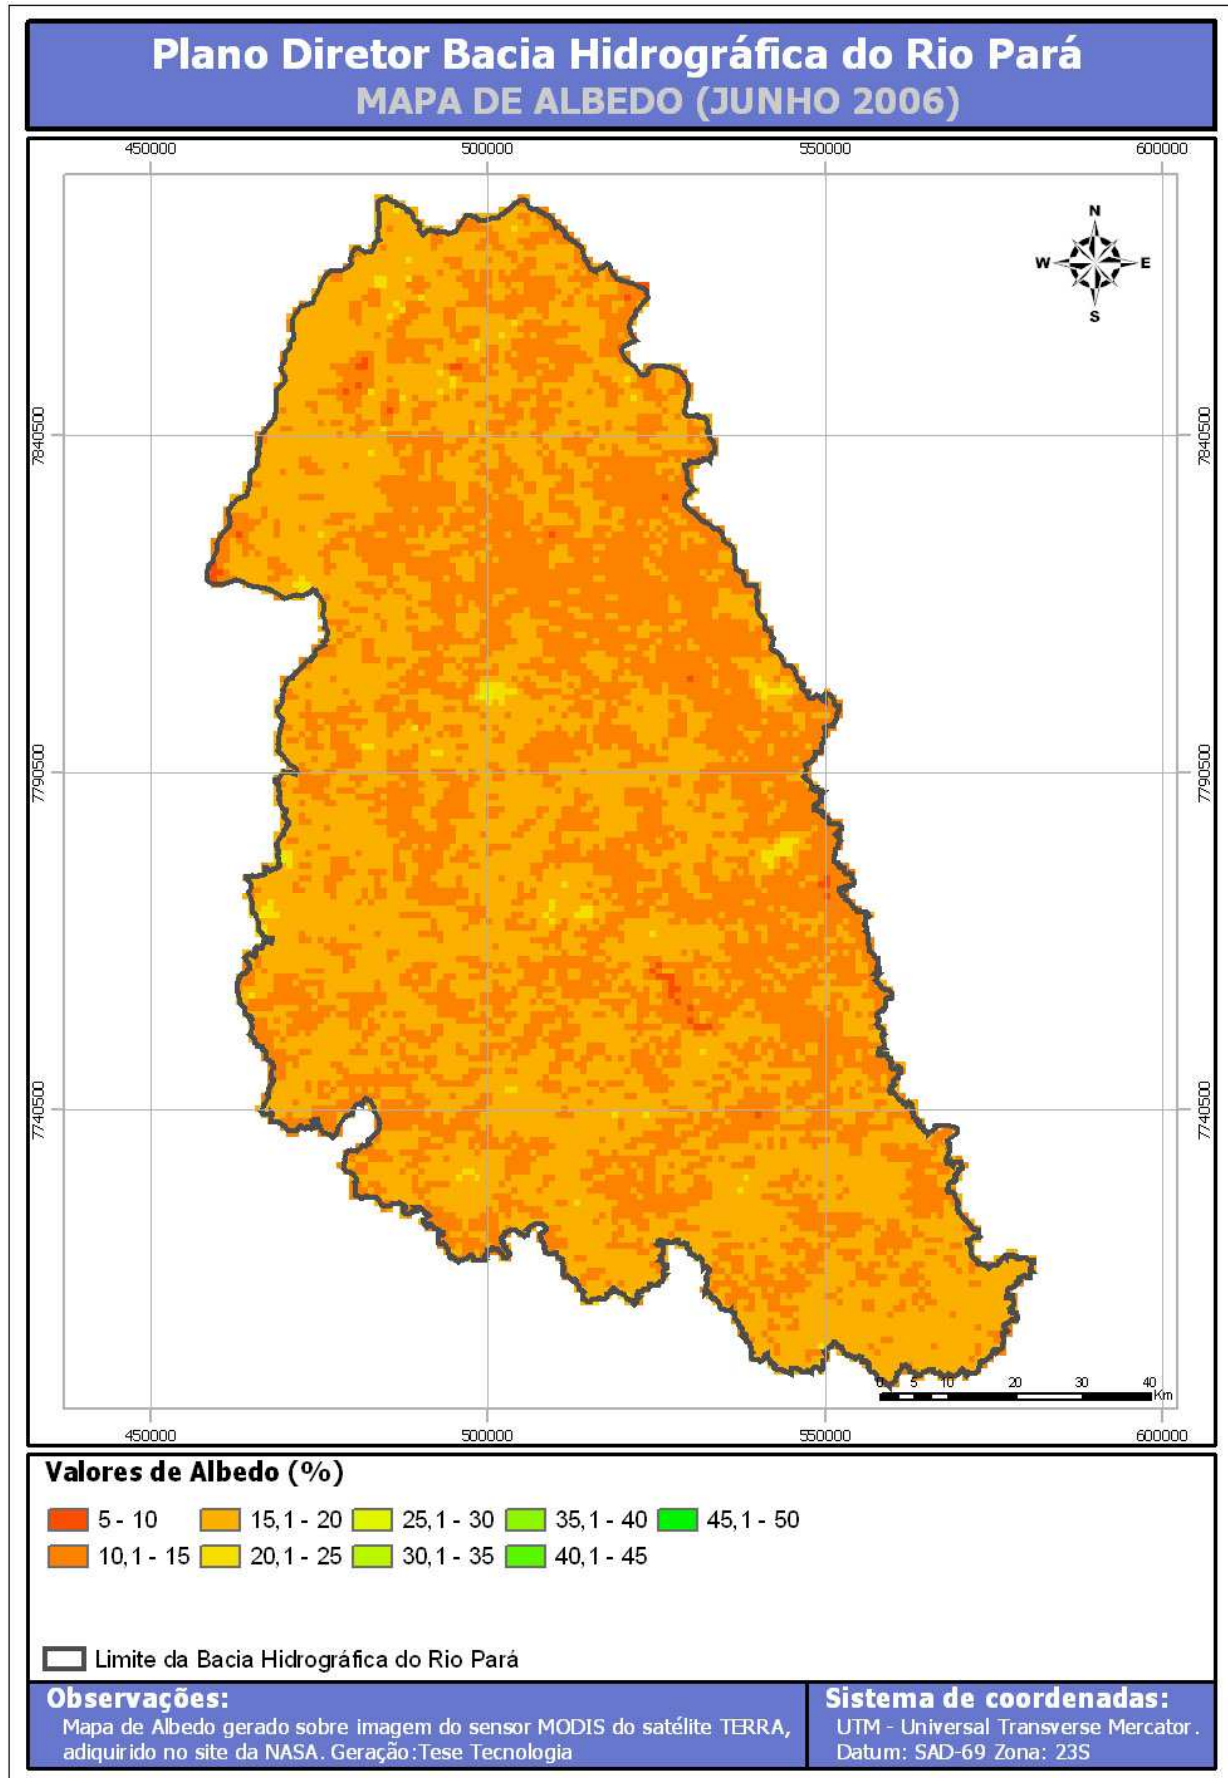 Plano Diretor Bacia Hidrográfica do Rio Pará
MAPA DE ALBEDO (JUNHO 2006)
450000 500000 550000 600000
N
W E
S
7840500 7840500
7790500 7790500
7740500 7740500
0 5 10 20 30 40
Km
450000 500000 550000 600000
Valores de Albedo (%)
5 - 10 15,1 - 20 25,1 - 30 35,1 - 40 45,1 - 50
10,1 - 15 20,1 - 25 30,1 - 35 40,1 - 45
Limite da Bacia Hidrográfica do Rio Pará
Observações:
Mapa de Albedo gerado sobre imagem do sensor MODIS do satélite TERRA,
adiquirido no site da NASA. Geração:Tese Tecnologia
Sistema de coordenadas:
UTM - Universal Transverse Mercator.
Datum: SAD-69 Zona: 23S